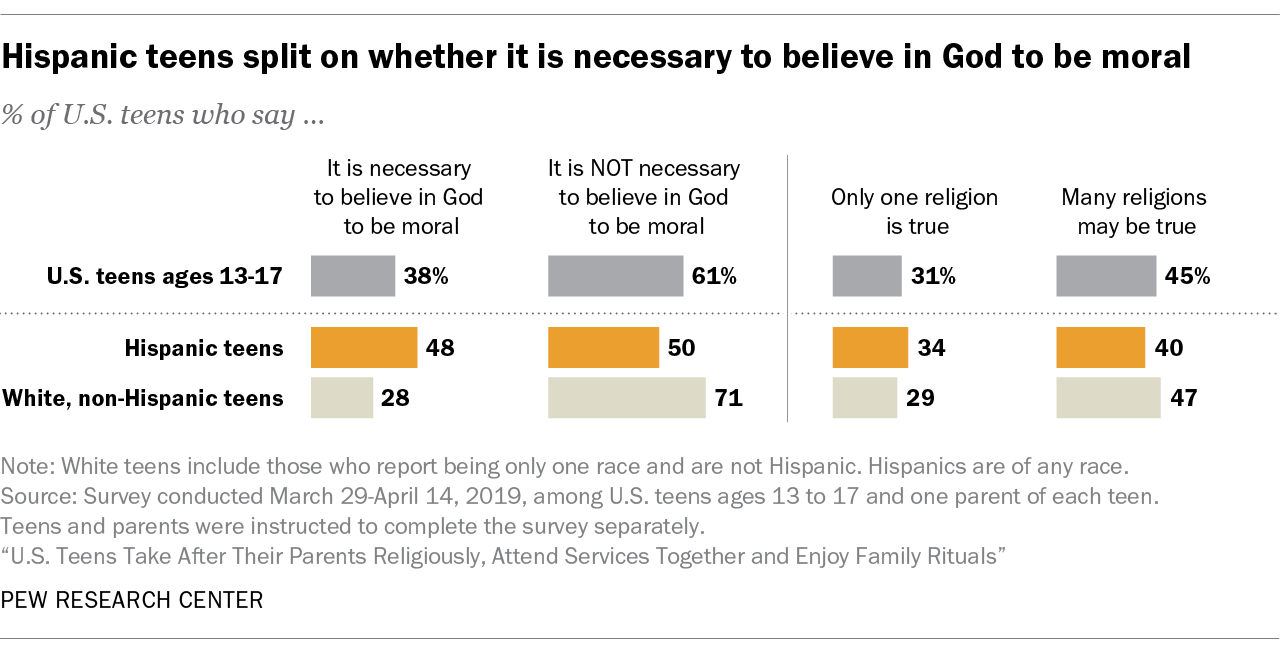 Hispanic teens split on whether it is necessary to believe in God to be moral
% of U.S. teens who say ...
It is necessary
to believe in God
to be moral
It is NOT necessary
to believe in God
to be moral
Only one religion
is true
Many religions
may be true
U.S. teens ages 13-17 38% 61% 31% 45%
Hispanic teens 48 50 34 40
White, non-Hispanic teens 28 71 29 47
Note: White teens include those who report being only one race and are not Hispanic. Hispanics are of any race.
Source: Survey conducted March 29-April 14, 2019, among U.S. teens ages 13 to 17 and one parent of each teen.
Teens and parents were instructed to complete the survey separately.
“U.S. Teens Take After Their Parents Religiously, Attend Services Together and Enjoy Family Rituals”
PEW RESEARCH CENTER